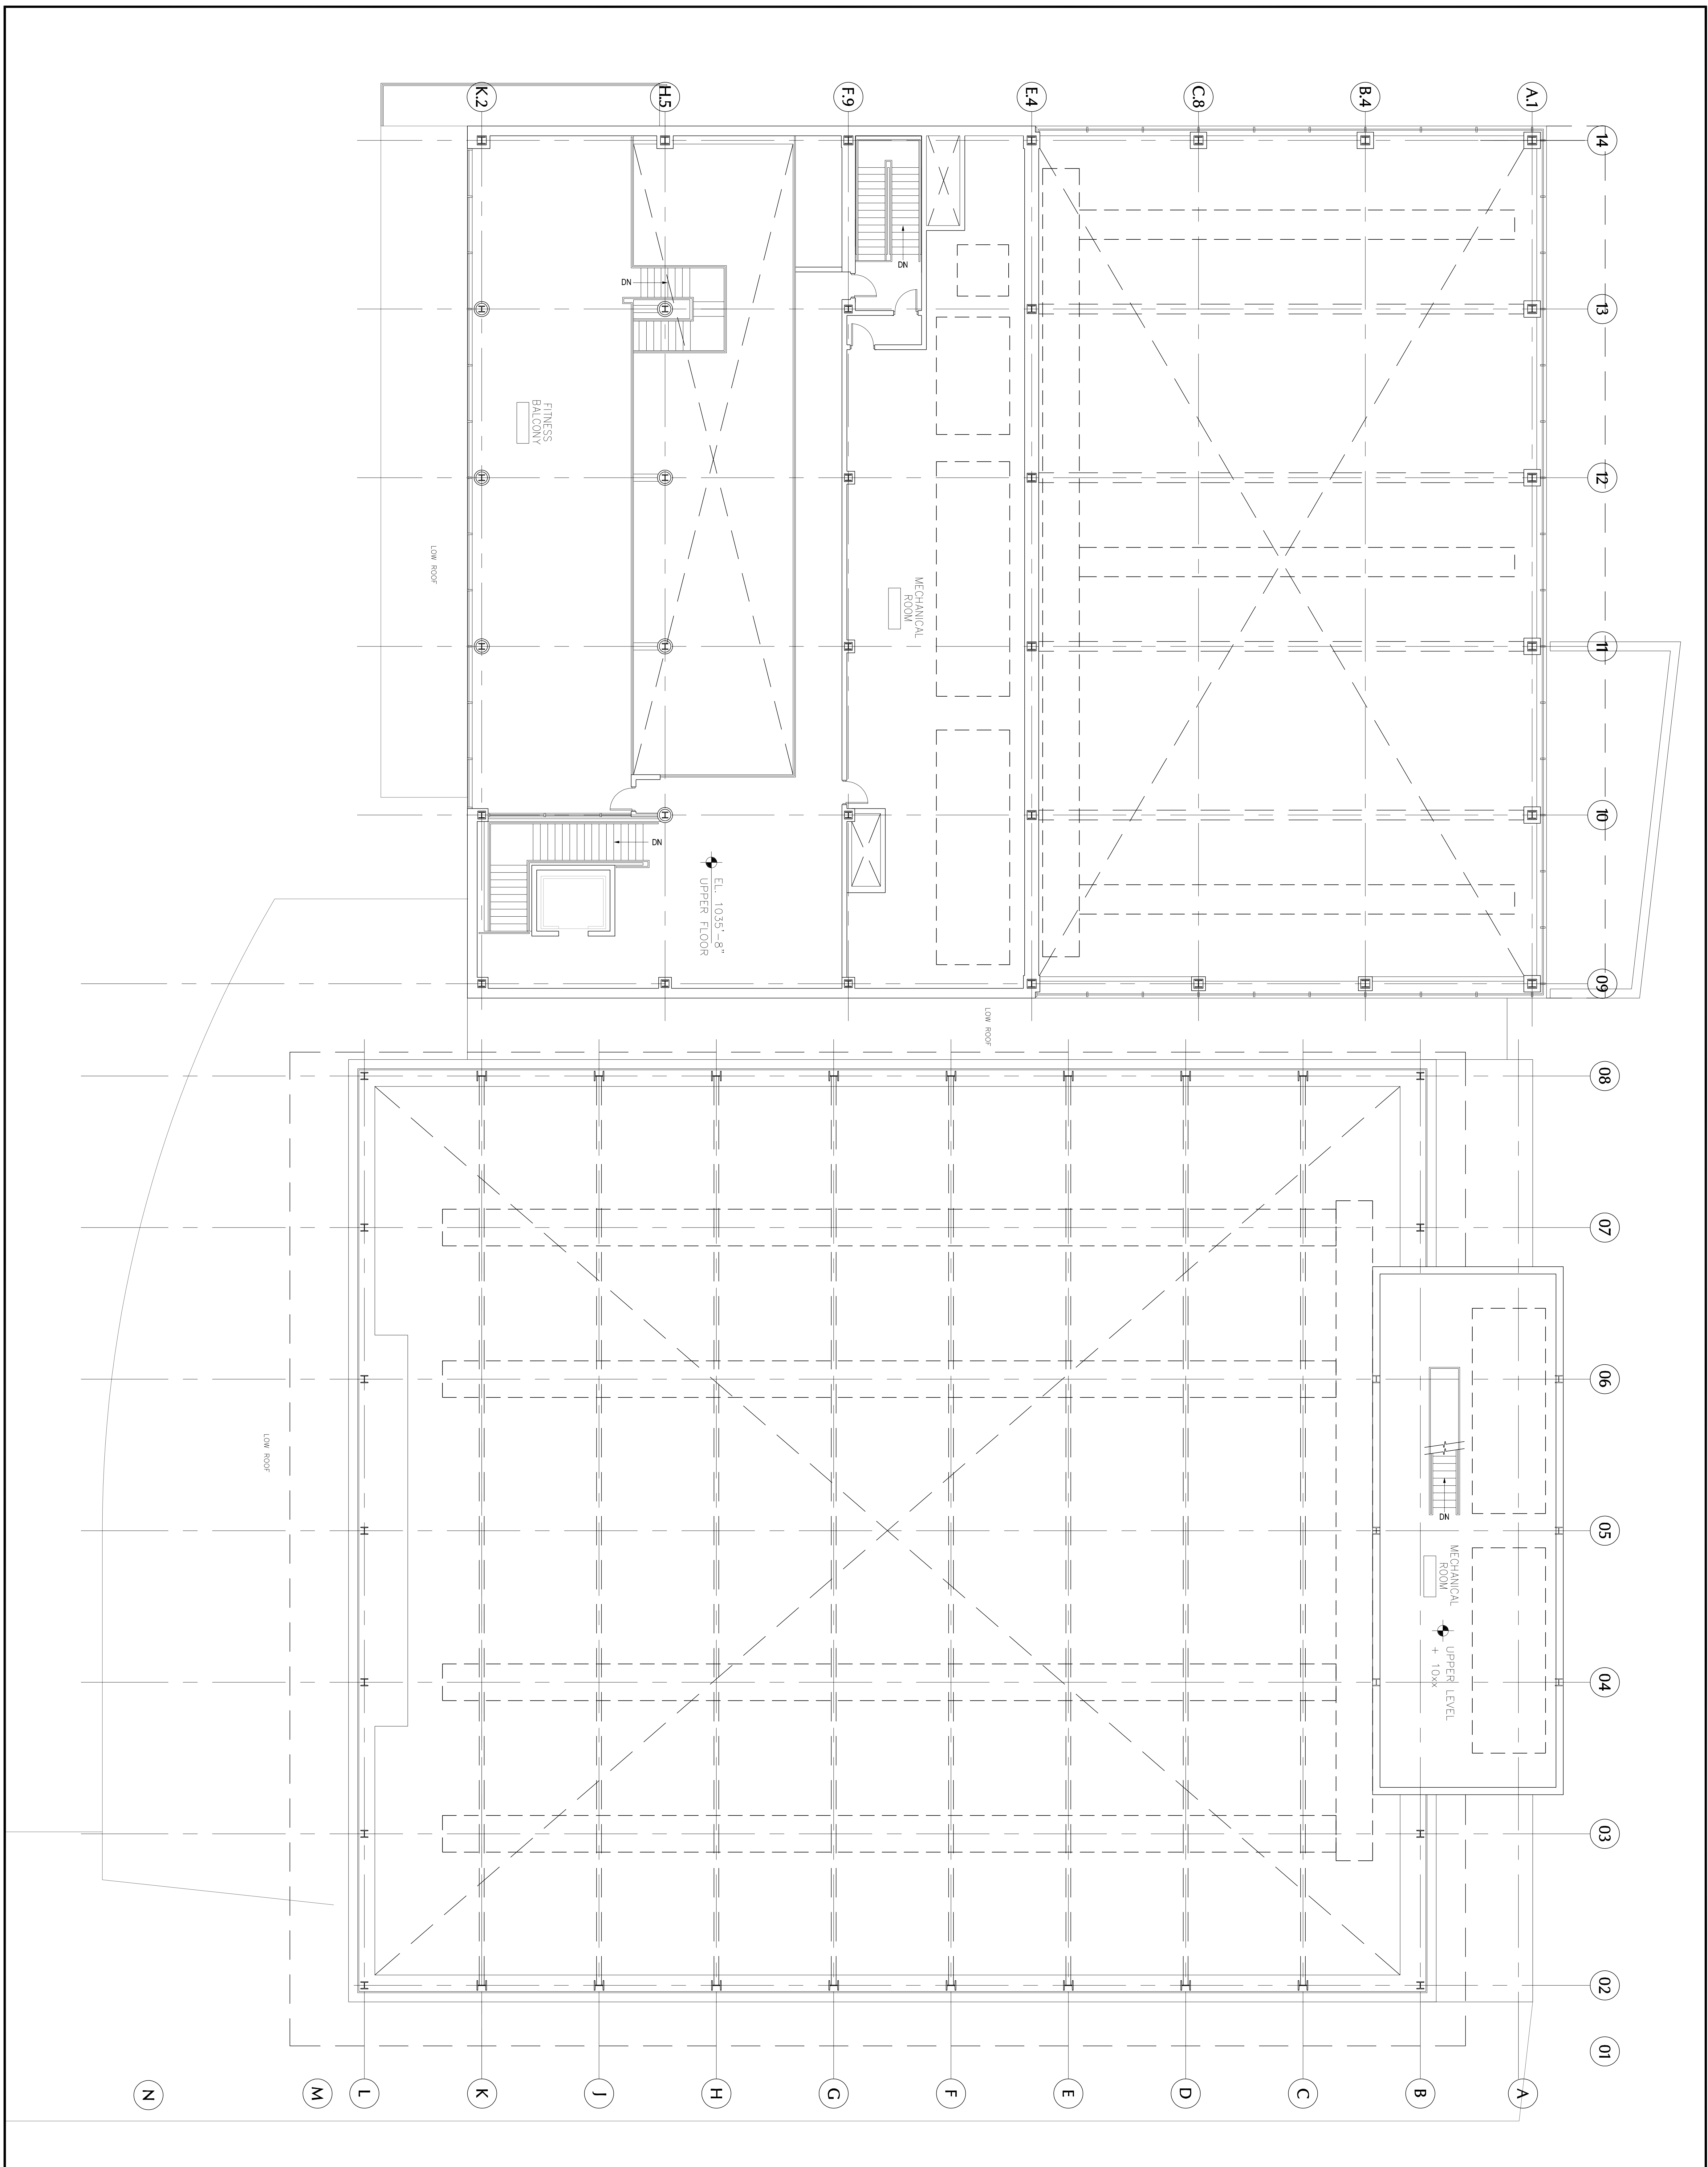 K.2
H.5
F.9
E.4
C.8
B.4
A.1
14
13
12
11
10
09
08
07
06
05
04
03
02
01
DN
DN
FITNESS
BALCONY
LOW ROOF
MECHANICAL
ROOM
DN
EL. 1035'-8"
UPPER FLOOR
LOW ROOF
DN
MECHANICAL
ROOM
UPPER LEVEL
+ 10xx
LOW ROOF
N
M
L
K
J
H
G
F
E
D
C
B
A